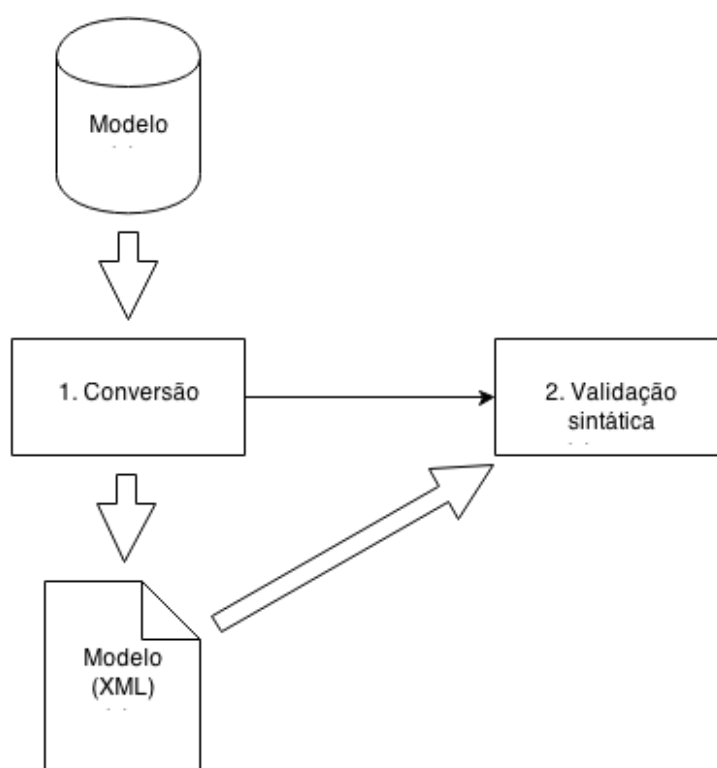 Modelo
1. Conversão
2. Validação
sintática
Modelo
(XML)